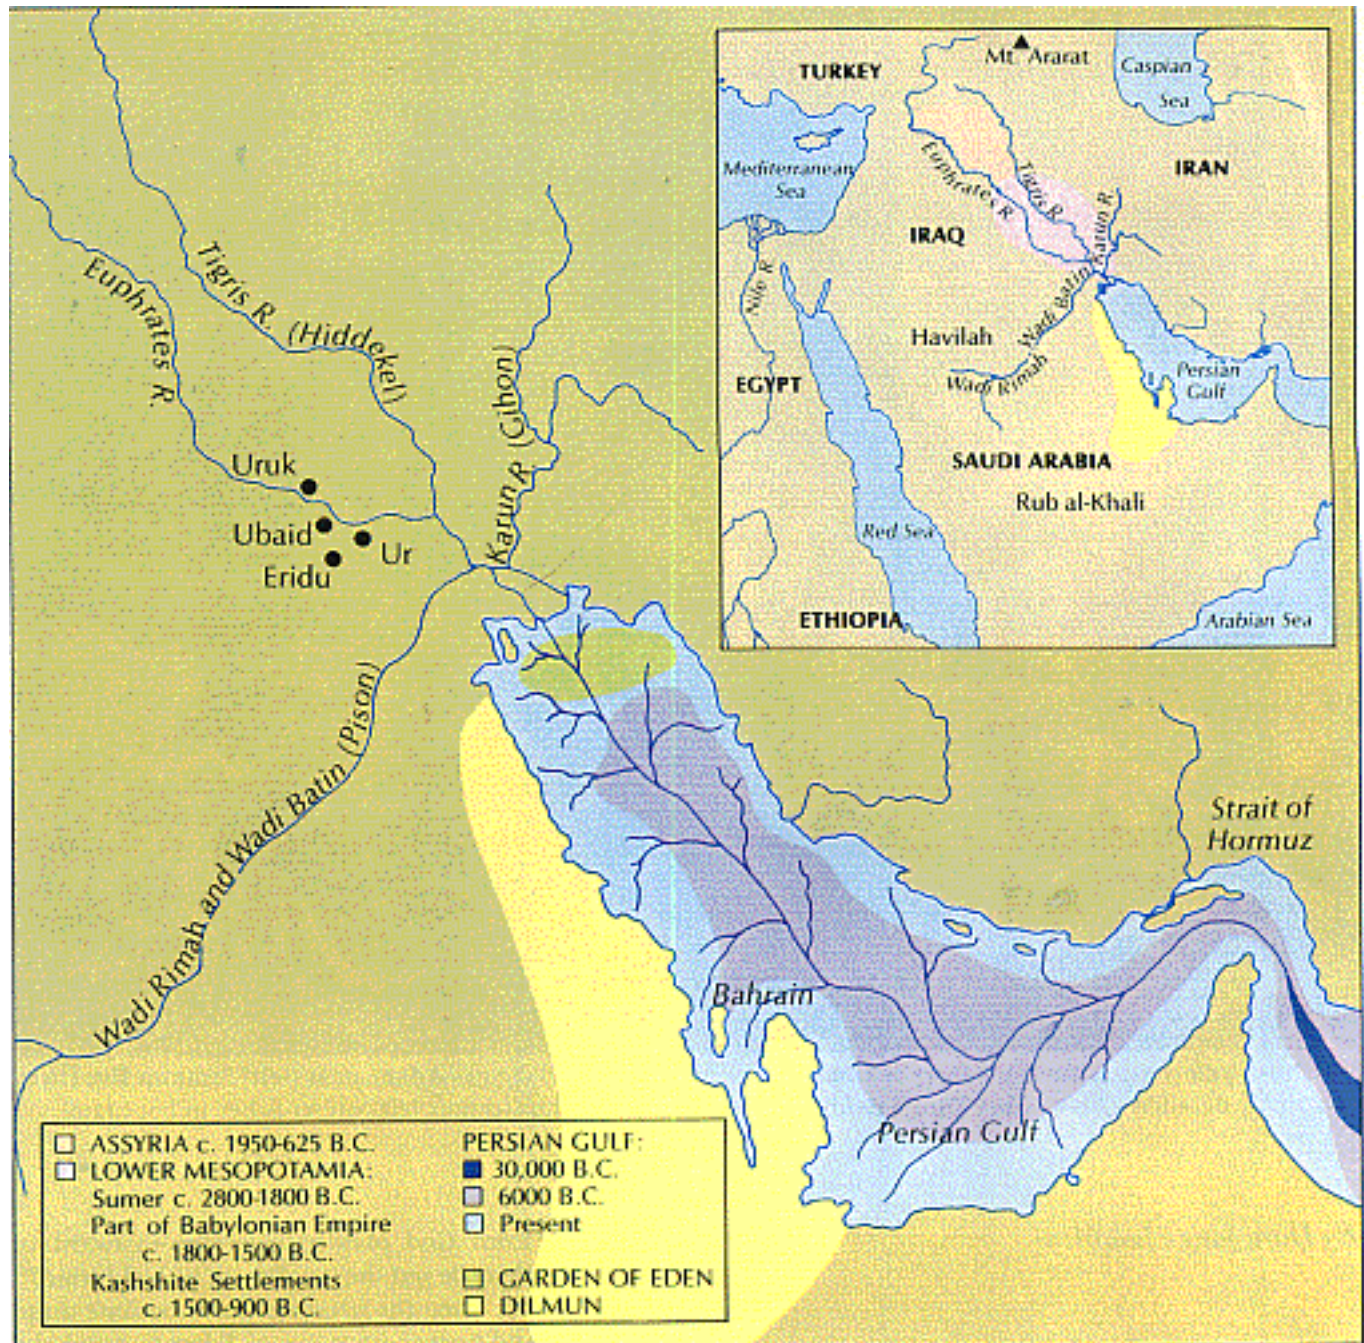 TURKEY
Mt. Ararat
Caspian
Sea
Mediterranean
Sea
Euphrates R.
Tigris R.
IRAN
IRAQ
Karun R.
Nile R.
Wadi Batin
Havilah
Wadi Rimah
EGYPT
Persian
Gulf
SAUDI ARABIA
Rub al-Khali
Red Sea
ETHIOPIA
Arabian Sea
Euphrates R.
Tigris R. (Hiddekel)
Karun R. (Gihon)
Uruk
Ubaid
Ur
Eridu
Wadi Rimah and Wadi Batin (Pison)
Strait of
Hormuz
Bahrain
Persian Gulf
ASSYRIA c. 1950-625 B.C.
LOWER MESOPOTAMIA:
Sumer c. 2800-1800 B.C.
Part of Babylonian Empire
c. 1800-1500 B.C.
Kashshite Settlements
c. 1500-900 B.C.
PERSIAN GULF:
30,000 B.C.
6000 B.C.
Present
GARDEN OF EDEN
DILMUN